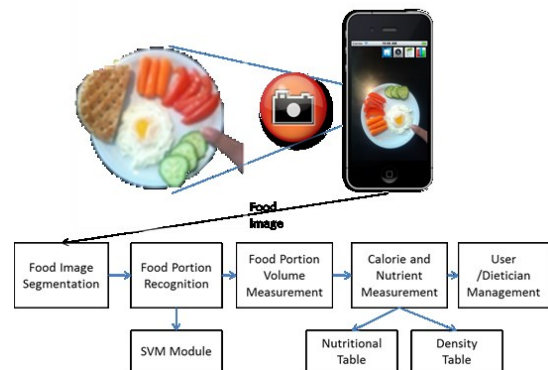 Food
Image
Food Image
Segmentation
Food Portion
Recognition
Food Portion
Volume
Measurement
Calorie and
Nutrient
Measurement
User
/Dietician
Management
SVM Module
Nutritional
Table
Density
Table